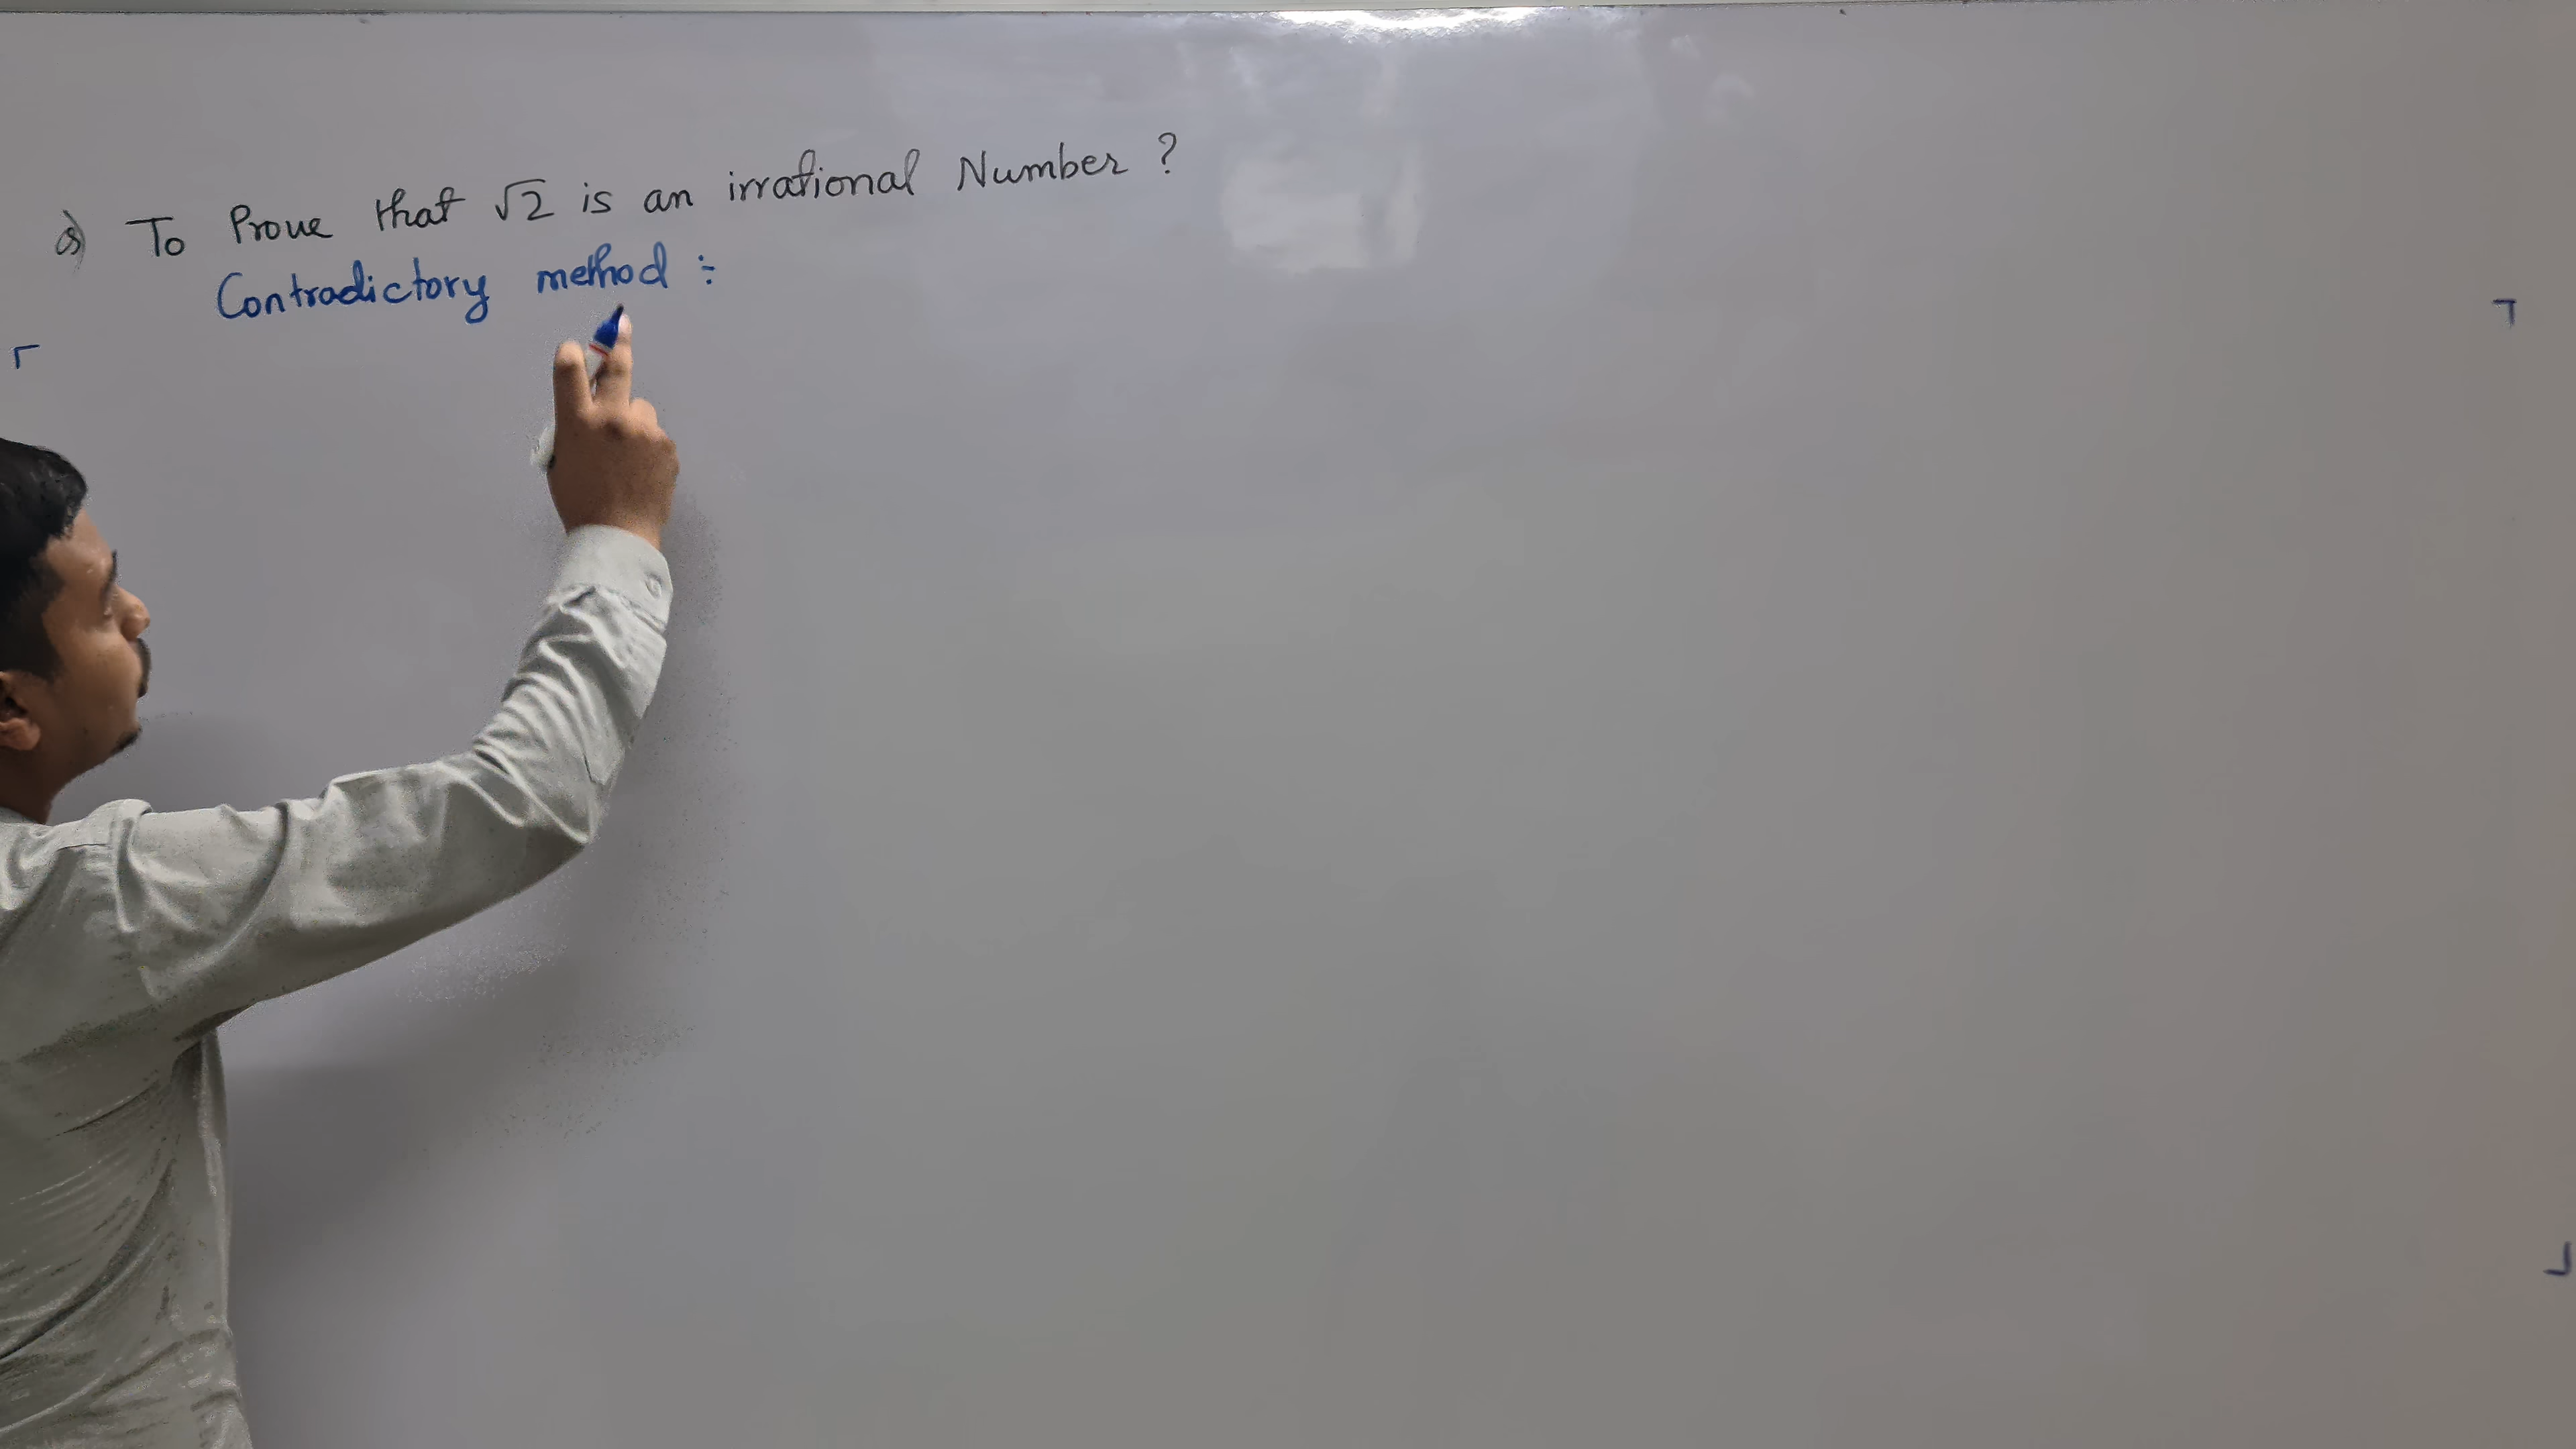 Q) To Prove that √2 is an irrational Number ?
Contradictory method :-